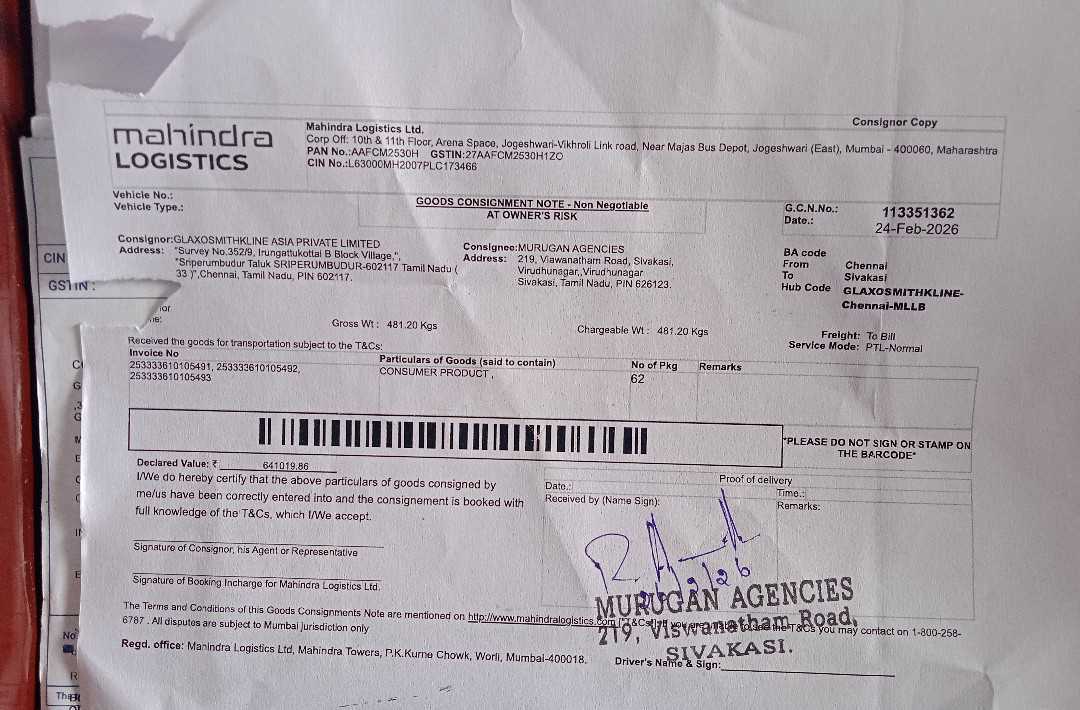 Consignor Copy
mahindra
LOGISTICS
Mahindra Logistics Ltd.
Corp Off: 10th & 11th Floor, Arena Space, Jogeshwari-Vikhroli Link road, Near Majas Bus Depot, Jogeshwari (East), Mumbai - 400060, Maharashtra
PAN No.:AAFCM2530H GSTIN:27AAFCM2530H1ZO
CIN No.:L63000MH2007PLC173466
Vehicle No.:
Vehicle Type.:
GOODS CONSIGNMENT NOTE - Non Negotiable
AT OWNER'S RISK
G.C.N.No.: 113351362
Date.: 24-Feb-2026
Consignor:GLAXOSMITHKLINE ASIA PRIVATE LIMITED
Address: "Survey No.352/9, Irungattukottai B Block Village,",
"Sriperumbudur Taluk SRIPERUMBUDUR-602117 Tamil Nadu (
33 )",Chennai, Tamil Nadu, PIN 602117.
Consignee:MURUGAN AGENCIES
Address: 219, Viswanatham Road, Sivakasi,
Virudhunagar,,Virudhunagar
Sivakasi, Tamil Nadu, PIN 626123.
BA code
From Chennai
To Sivakasi
Hub Code GLAXOSMITHKLINE-
Chennai-MLLB
CIN
GSTIN :
Gross Wt : 481.20 Kgs
Chargeable Wt : 481.20 Kgs
Freight: To Bill
Service Mode: PTL-Normal
Received the goods for transportation subject to the T&Cs:
Invoice No
253333610105491, 253333610105492,
253333610105493
Particulars of Goods (said to contain)
CONSUMER PRODUCT ,
No of Pkg
62
Remarks
*PLEASE DO NOT SIGN OR STAMP ON
THE BARCODE*
Declared Value: ₹ 641019.86
I/We do hereby certify that the above particulars of goods consigned by
me/us have been correctly entered into and the consignement is booked with
full knowledge of the T&Cs, which I/We accept.
Proof of delivery
Date.:
Time.:
Received by (Name Sign):
Remarks:
Signature of Consignor, his Agent or Representative
Signature of Booking Incharge for Mahindra Logistics Ltd.
MURUGAN AGENCIES
219, Viswanatham Road,
SIVAKASI.
The Terms and Conditions of this Goods Consignments Note are mentioned on http://www.mahindralogistics.com T&Cs you may contact on 1-800-258-
6787 . All disputes are subject to Mumbai jurisdiction only
Regd. office: Mahindra Logistics Ltd, Mahindra Towers, P.K.Kurne Chowk, Worli, Mumbai-400018.
Driver's Name & Sign: